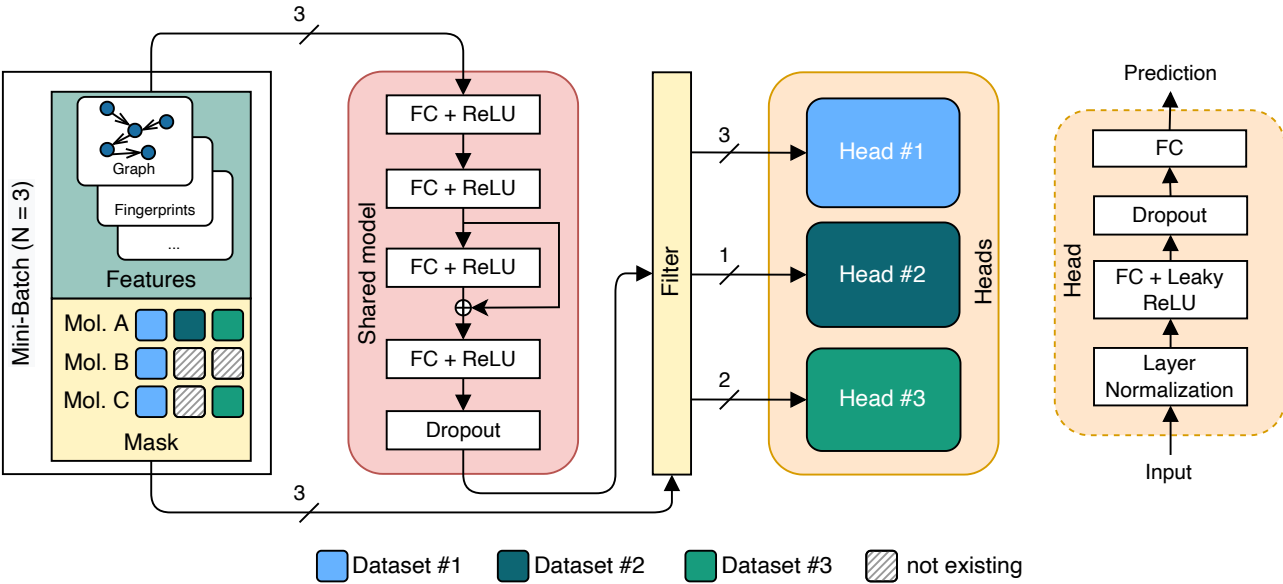 3
Mini-Batch (N = 3)
Graph
Fingerprints
...
Features
Mol. A
Mol. B
Mol. C
Mask
3
Shared model
FC + ReLU
FC + ReLU
FC + ReLU
FC + ReLU
Dropout
Filter
3
1
2
Head #1
Head #2
Head #3
Heads
Prediction
Head
FC
Dropout
FC + Leaky
ReLU
Layer
Normalization
Input
Dataset #1
Dataset #2
Dataset #3
not existing